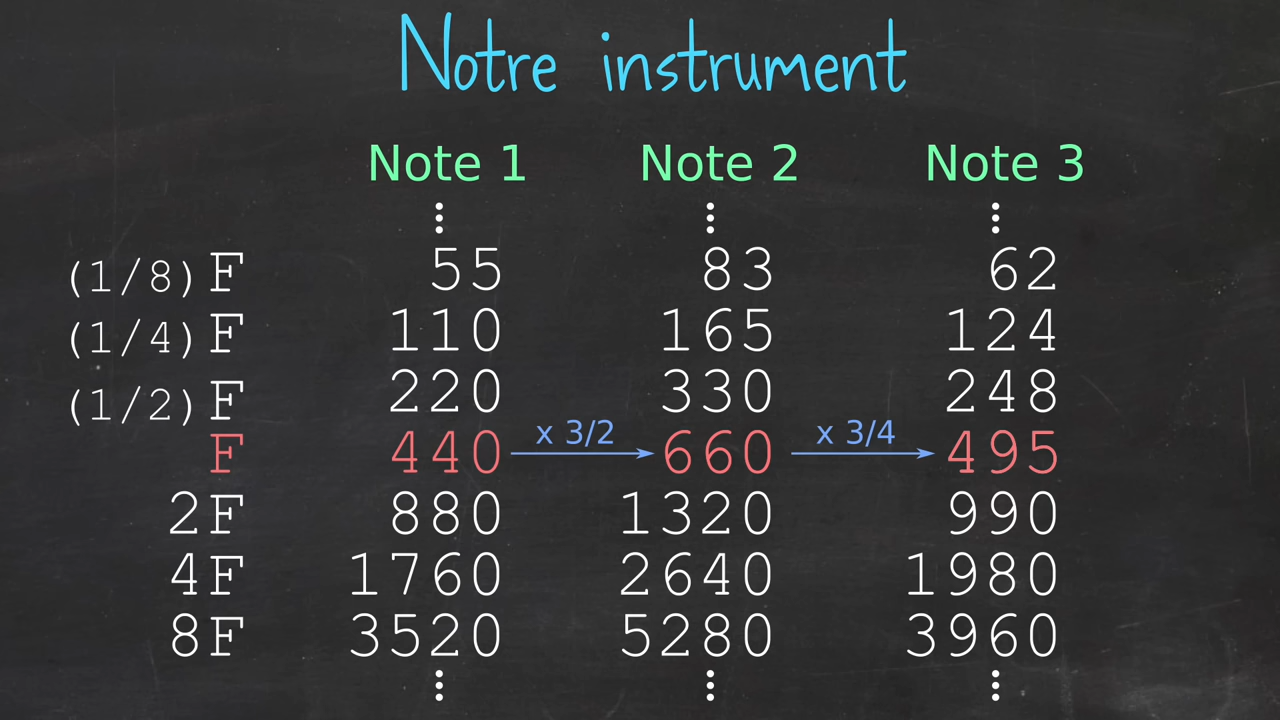 Notre instrument
Note 1 Note 2 Note 3
(1/8) F 55 83 62
(1/4) F 110 165 124
(1/2) F 220 330 248
F 440 x 3/2 660 x 3/4 495
2F 880 1320 990
4F 1760 2640 1980
8F 3520 5280 3960